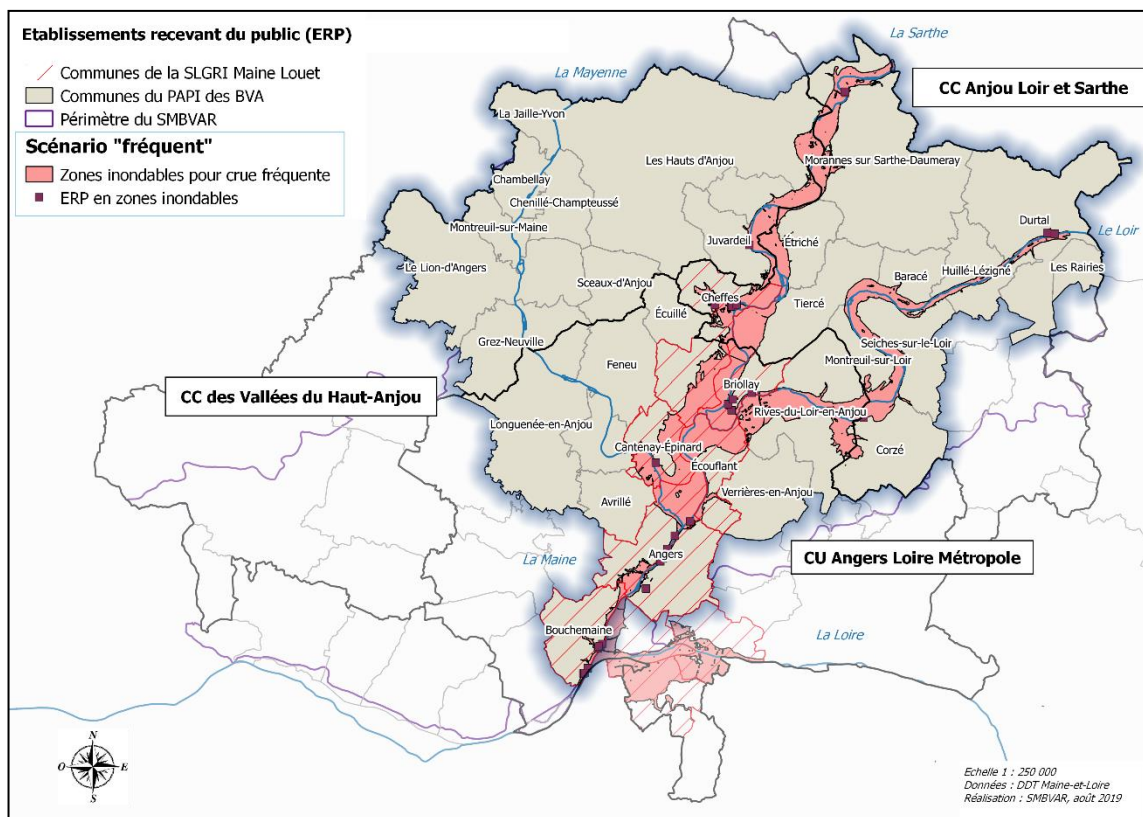 Etablissements recevant du public (ERP)
Communes de la SLGRI Maine Louet
Communes du PAPI des BVA
Périmètre du SMBVAR
Scénario "fréquent"
Zones inondables pour crue fréquente
ERP en zones inondables
La Sarthe
La Mayenne
CC Anjou Loir et Sarthe
La Jaille-Yvon
Les Hauts d'Anjou
Morannes sur Sarthe-Daumeray
Chambellay
Chenillé-Champteussé
Montreuil-sur-Maine
Durtal
Le Loir
Juvardeil
Étriché
Le Lion-d'Angers
Baracé
Huillé-Lézigné
Les Rairies
Sceaux-d'Anjou
Cheffes
Tiercé
Écuillé
Seiches-sur-le-Loir
Grez-Neuville
Montreuil-sur-Loir
Feneu
CC des Vallées du Haut-Anjou
Briollay
Rives-du-Loir-en-Anjou
Longuenée-en-Anjou
Cantenay-Épinard
Corzé
Écouflant
Verrières-en-Anjou
Avrillé
La Maine
Angers
CU Angers Loire Métropole
Bouchemaine
La Loire
N
O
E
S
Echelle 1 : 250 000
Données : DDT Maine-et-Loire
Réalisation : SMBVAR, août 2019